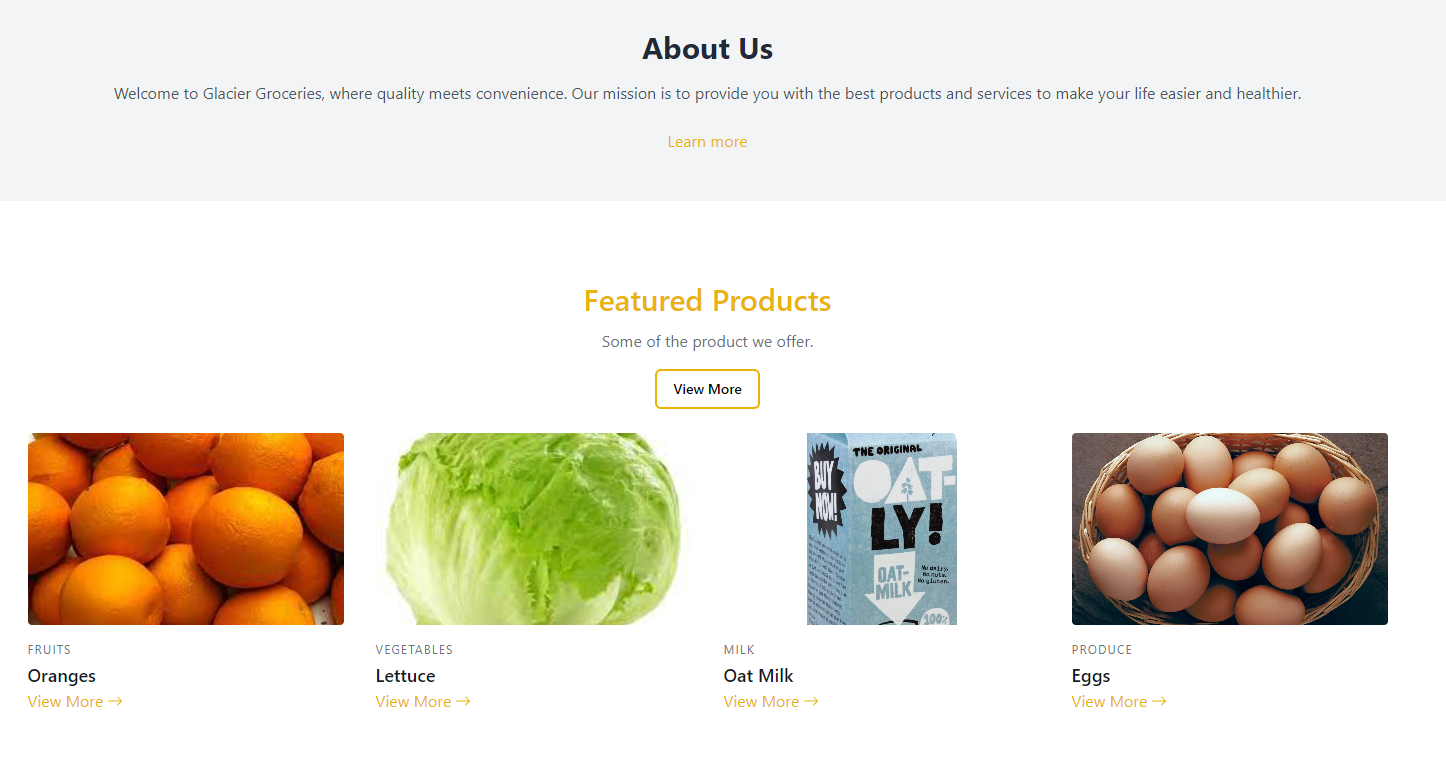 About Us
Welcome to Glacier Groceries, where quality meets convenience. Our mission is to provide you with the best products and services to make your life easier and healthier.
Learn more
Featured Products
Some of the product we offer.
View More
THE ORIGINAL
BUY
NOW!
OAT-
LY!
OAT-
MILK
No dairy.
No nuts.
No gluten.
100%
FRUITS
Oranges
View More →
VEGETABLES
Lettuce
View More →
MILK
Oat Milk
View More →
PRODUCE
Eggs
View More →